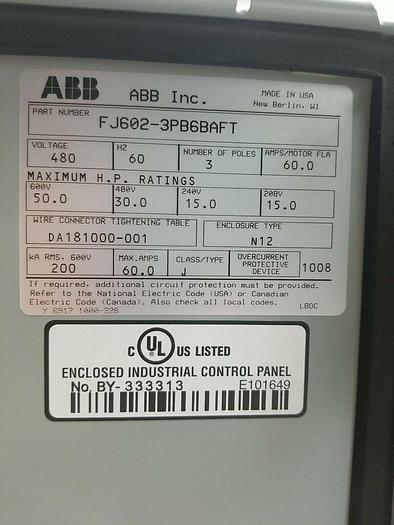 ABB ABB Inc. MADE IN USA
New Berlin, WI
PART NUMBER
FJ602-3PB6BAFT
VOLTAGE HZ NUMBER OF POLES AMPS/MOTOR FLA
480 60 3 60.0
MAXIMUM H.P. RATINGS
600V 480V 240V 208V
50.0 30.0 15.0 15.0
WIRE CONNECTOR TIGHTENING TABLE ENCLOSURE TYPE
DA181000-001 N12
kA RMS, 600V MAX.AMPS CLASS/TYPE OVERCURRENT PROTECTIVE DEVICE
200 60.0 J 1008
If required, additional circuit protection must be provided.
Refer to the National Electric Code (USA) or Canadian
Electric Code (Canada). Also check all local codes.
Y 6917 1000-228 LBDC
C UL US LISTED
ENCLOSED INDUSTRIAL CONTROL PANEL
No. BY- 333313 E101649